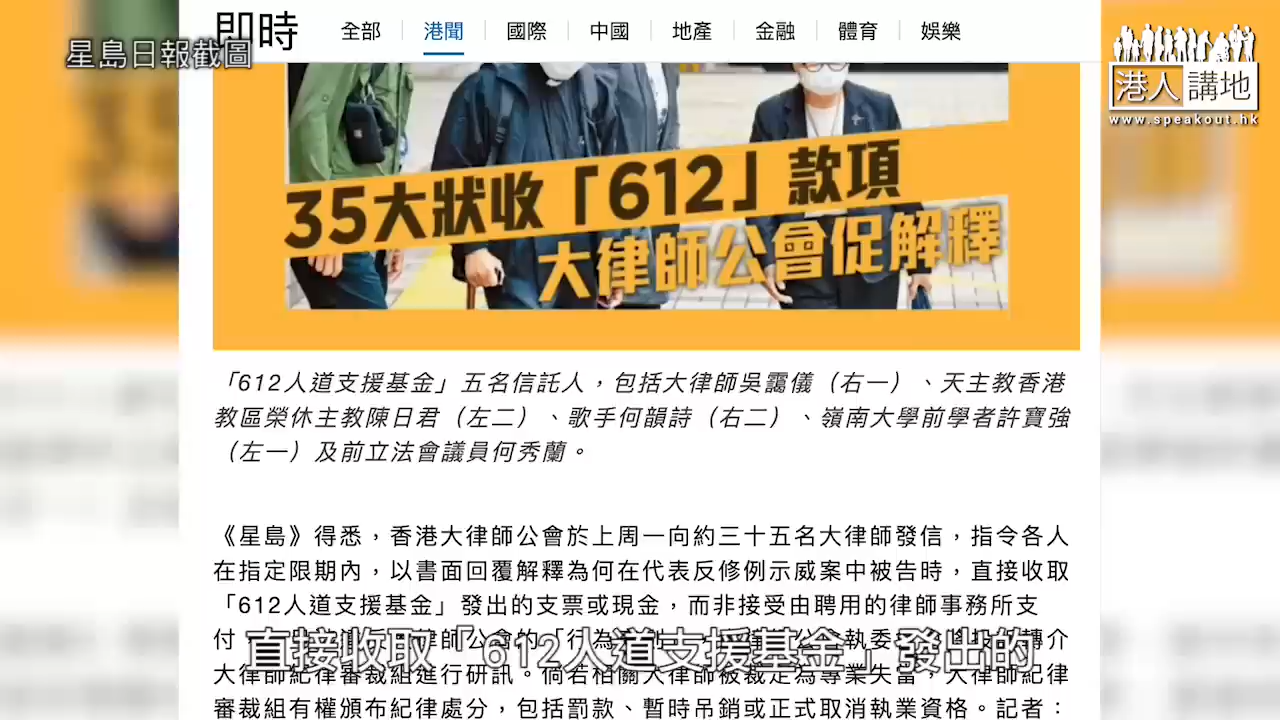 即時 全部 港聞 國際 中國 地產 金融 體育 娛樂
星島日報截圖
港人講地
www.speakout.hk
35大狀收「612」款項
大律師公會促解釋
「612人道支援基金」五名信託人，包括大律師吳靄儀（右一）、天主教香港
教區榮休主教陳日君（左二）、歌手何韻詩（右二）、嶺南大學前學者許寶強
（左一）及前立法會議員何秀蘭。
《星島》得悉，香港大律師公會於上周一向約三十五名大律師發信，指令各人
在指定限期內，以書面回覆解釋為何在代表反修例示威案中被告時，直接收取
「612人道支援基金」發出的支票或現金，而非接受由聘用的律師事務所支
付
直接收取「612人道支援基金」發出的
大律師紀律審裁組進行研訊。倘若相關大律師被裁定為專業失當，大律師紀律
審裁組有權頒布紀律處分，包括罰款、暫時吊銷或正式取消執業資格。記者：